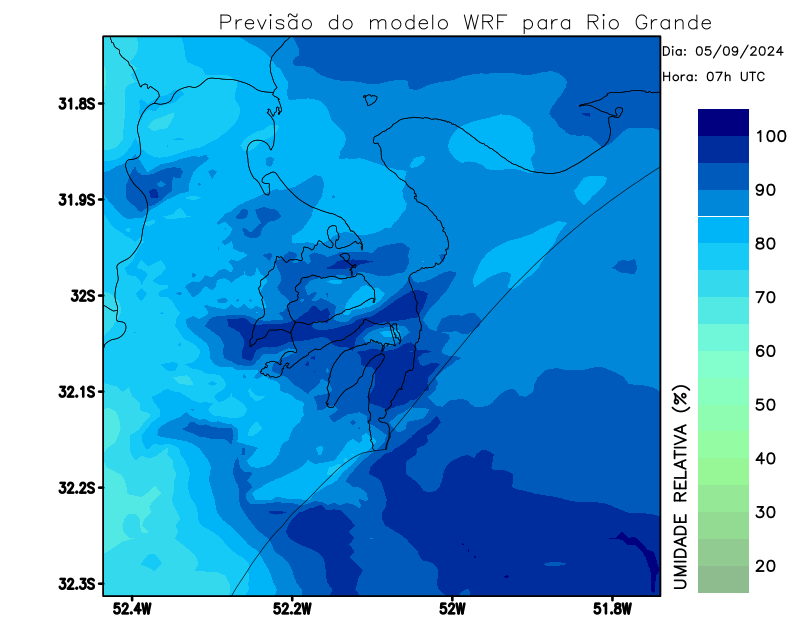 Previsão do modelo WRF para Rio Grande
Dia: 05/09/2024
Hora: 07h UTC
31.8S
31.9S
32S
32.1S
32.2S
32.3S
52.4W
52.2W
52W
51.8W
100
90
80
70
60
50
40
30
20
UMIDADE RELATIVA (%)